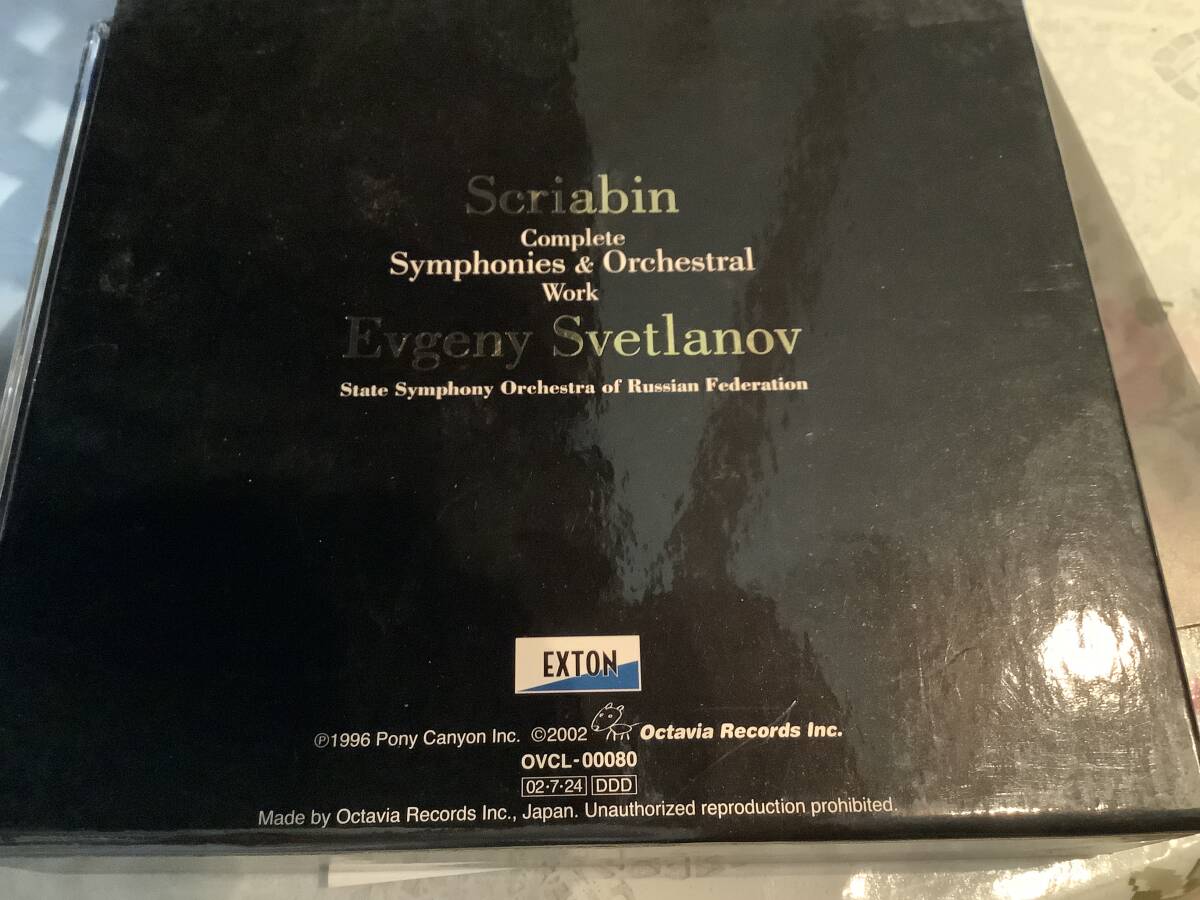 Scriabin
Complete
Symphonies & Orchestral
Work
Evgeny Svetlanov
State Symphony Orchestra of Russian Federation
EXTON
℗1996 Pony Canyon Inc. ©2002 Octavia Records Inc.
OVCL-00080
02·7·24 DDD
Made by Octavia Records Inc., Japan. Unauthorized reproduction prohibited.